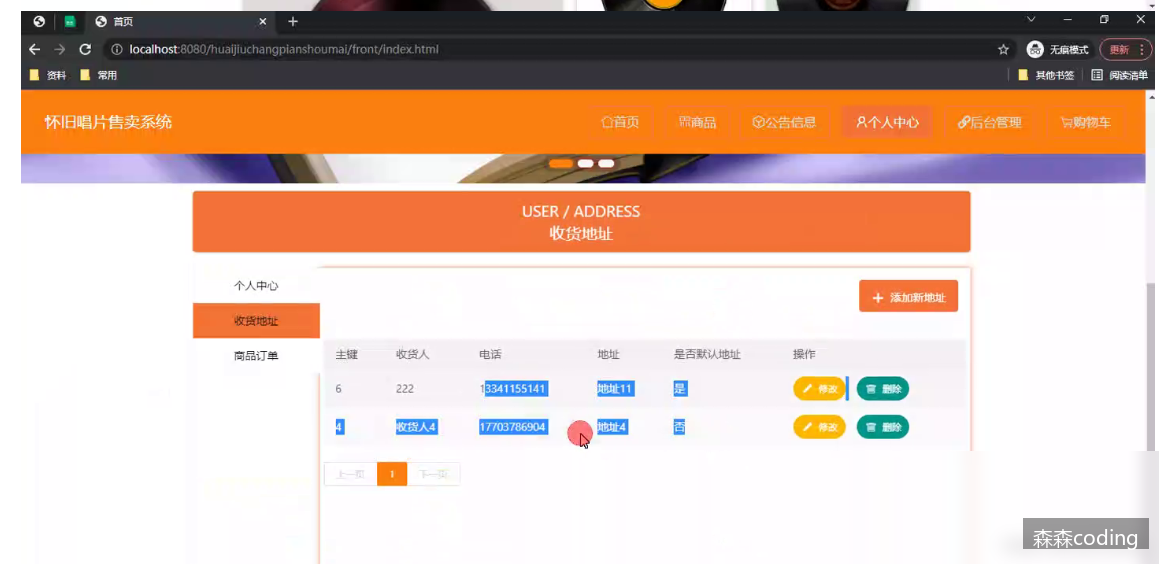 首页
localhost:8080/huaijiuchangpianshoumai/front/index.html
无痕模式
更新
资料
常用
其他书签
阅读清单
怀旧唱片售卖系统
首页
商品
公告信息
个人中心
后台管理
购物车
USER / ADDRESS
收货地址
个人中心
收货地址
商品订单
添加新地址
主键 收货人 电话 地址 是否默认地址 操作
6 222 13341155141 地址11 是 修改 删除
4 收货人4 17703786904 地址4 否 修改 删除
上一页 1 下一页
森森coding